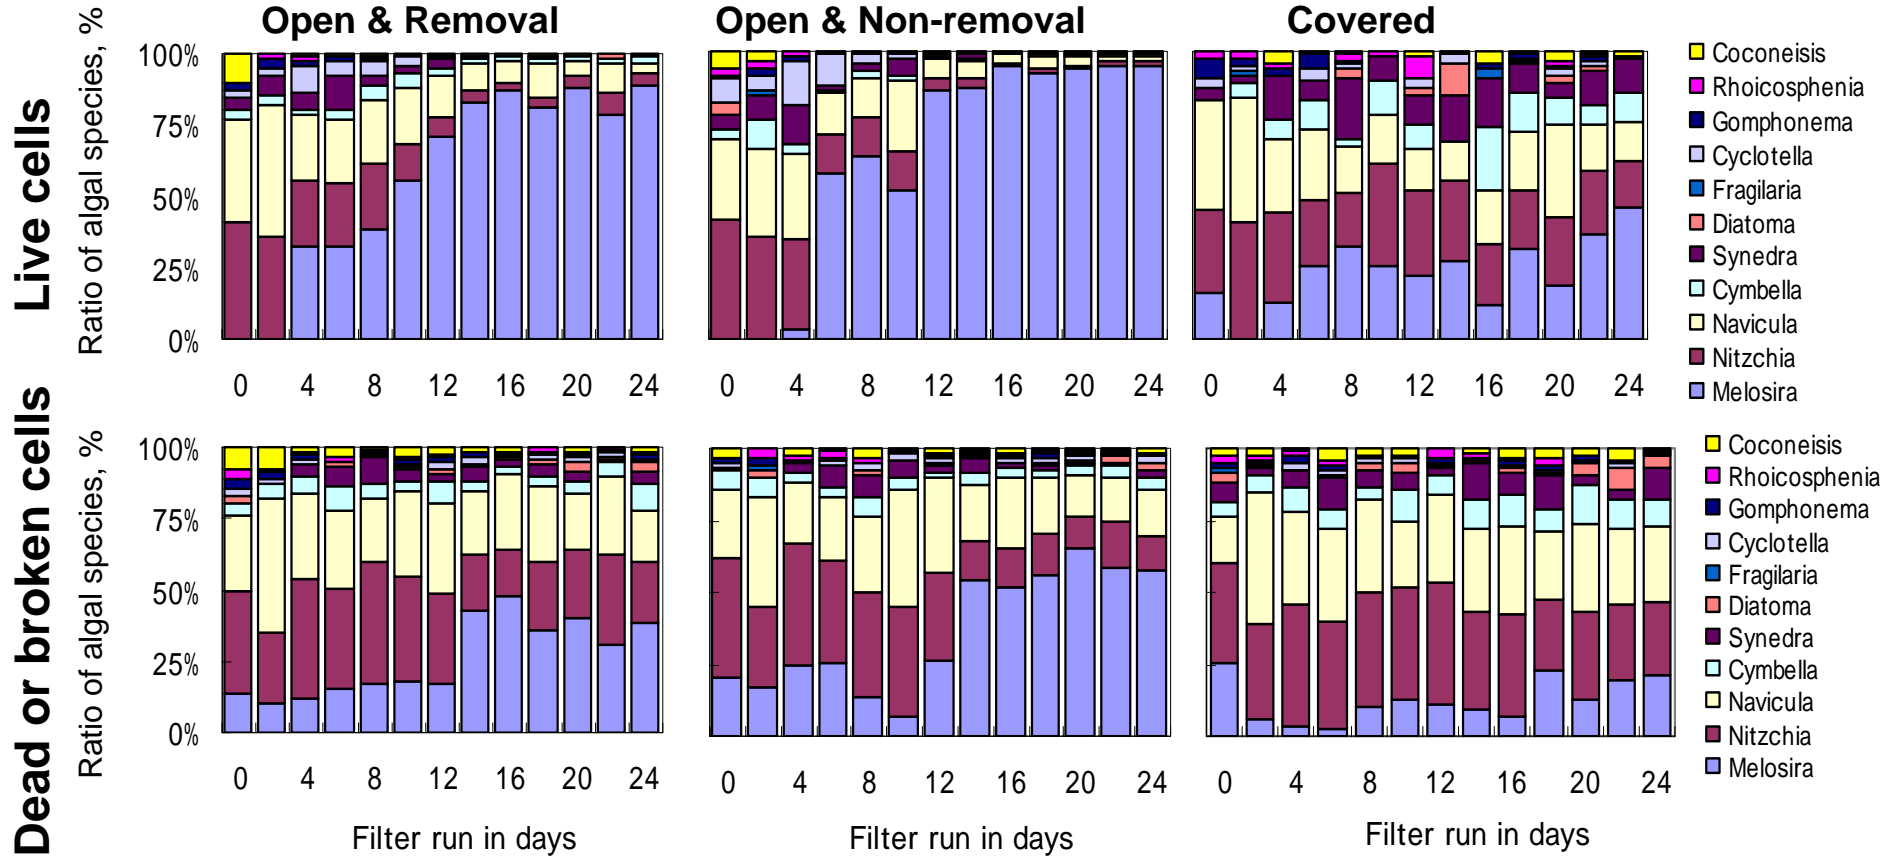 Open & Removal
Open & Non-removal
Covered
Live cells
Ratio of algal species, %
100%
75%
50%
25%
0%
0 4 8 12 16 20 24
0 4 8 12 16 20 24
0 4 8 12 16 20 24
Coconeisis
Rhoicosphenia
Gomphonema
Cyclotella
Fragilaria
Diatoma
Synedra
Cymbella
Navicula
Nitzchia
Melosira
Dead or broken cells
Ratio of algal species, %
100%
75%
50%
25%
0%
0 4 8 12 16 20 24
0 4 8 12 16 20 24
0 4 8 12 16 20 24
Coconeisis
Rhoicosphenia
Gomphonema
Cyclotella
Fragilaria
Diatoma
Synedra
Cymbella
Navicula
Nitzchia
Melosira
Filter run in days
Filter run in days
Filter run in days